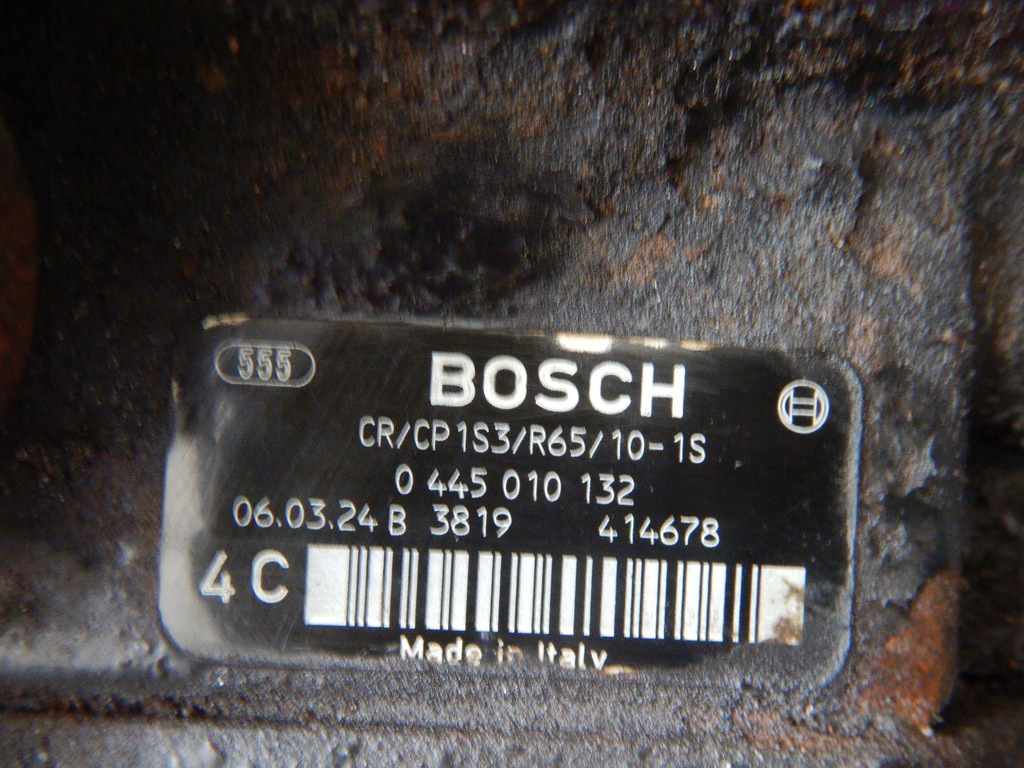 555
BOSCH
CR/CP1S3/R65/10-1S
0 445 010 132
06.03.24 B 3819 414678
4 C
Made in Italy